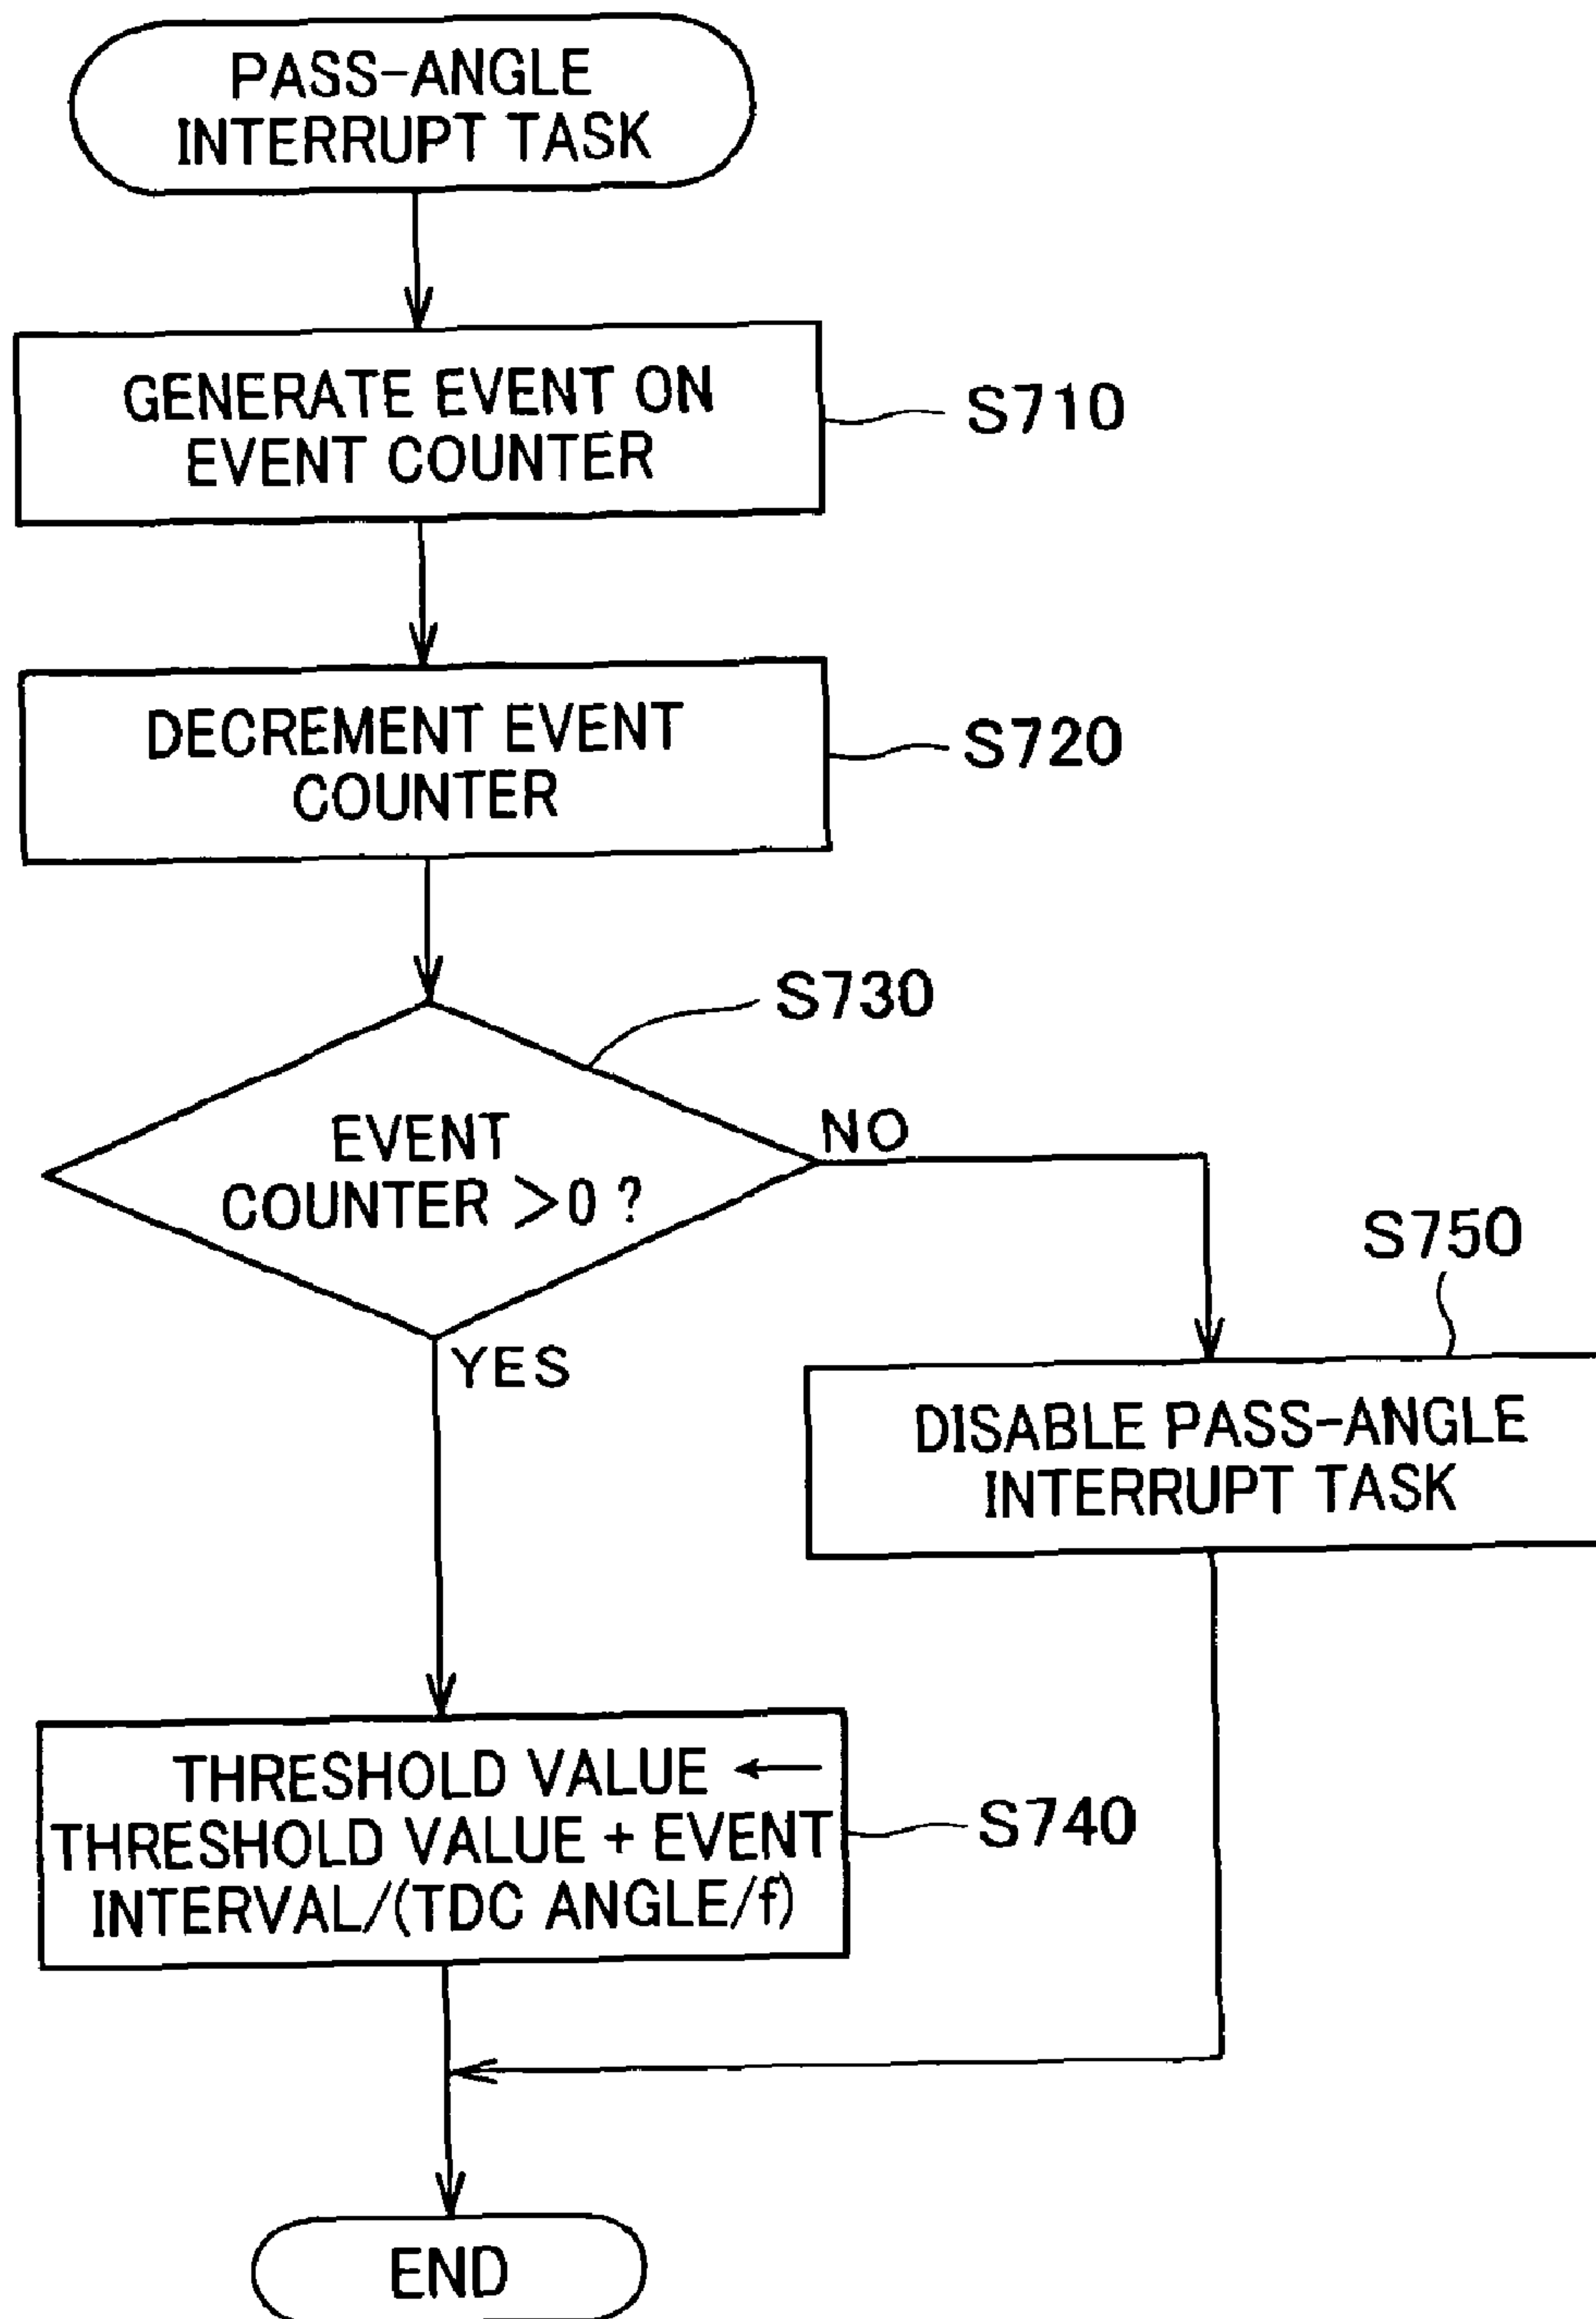 PASS-ANGLE
INTERRUPT TASK
GENERATE EVENT ON
EVENT COUNTER
S710
DECREMENT EVENT
COUNTER
S720
S730
EVENT
COUNTER >0 ?
NO
YES
S750
DISABLE PASS-ANGLE
INTERRUPT TASK
THRESHOLD VALUE ←
THRESHOLD VALUE + EVENT
INTERVAL/(TDC ANGLE/f)
S740
END